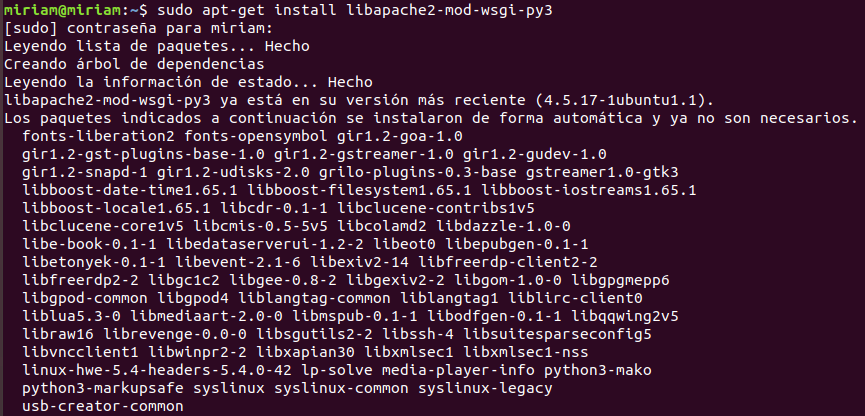 miriam@miriam:~$ sudo apt-get install libapache2-mod-wsgi-py3
[sudo] contraseña para miriam:
Leyendo lista de paquetes... Hecho
Creando árbol de dependencias
Leyendo la información de estado... Hecho
libapache2-mod-wsgi-py3 ya está en su versión más reciente (4.5.17-1ubuntu1.1).
Los paquetes indicados a continuación se instalaron de forma automática y ya no son necesarios.
  fonts-liberation2 fonts-opensymbol gir1.2-goa-1.0
  gir1.2-gst-plugins-base-1.0 gir1.2-gstreamer-1.0 gir1.2-gudev-1.0
  gir1.2-snapd-1 gir1.2-udisks-2.0 grilo-plugins-0.3-base gstreamer1.0-gtk3
  libboost-date-time1.65.1 libboost-filesystem1.65.1 libboost-iostreams1.65.1
  libboost-locale1.65.1 libcdr-0.1-1 libclucene-contribs1v5
  libclucene-core1v5 libcmis-0.5-5v5 libcolamd2 libdazzle-1.0-0
  libe-book-0.1-1 libedataserverui-1.2-2 libeot0 libepubgen-0.1-1
  libetonyek-0.1-1 libevent-2.1-6 libexiv2-14 libfreerdp-client2-2
  libfreerdp2-2 libgc1c2 libgee-0.8-2 libgexiv2-2 libgom-1.0-0 libgpgmepp6
  libgpod-common libgpod4 liblangtag-common liblangtag1 liblirc-client0
  liblua5.3-0 libmediaart-2.0-0 libmspub-0.1-1 libodfgen-0.1-1 libqqwing2v5
  libraw16 librevenge-0.0-0 libsgutils2-2 libssh-4 libsuitesparseconfig5
  libvncclient1 libwinpr2-2 libxapian30 libxmlsec1 libxmlsec1-nss
  linux-hwe-5.4-headers-5.4.0-42 lp-solve media-player-info python3-mako
  python3-markupsafe syslinux syslinux-common syslinux-legacy
  usb-creator-common